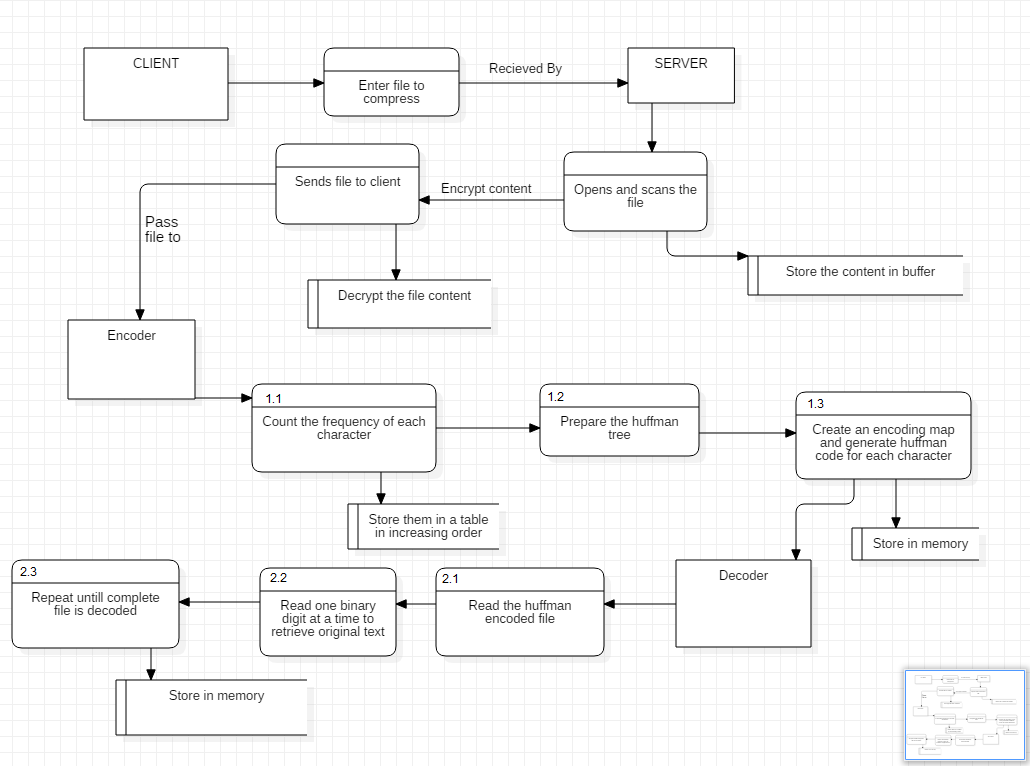 CLIENT
Enter file to
compress
Recieved By
SERVER
Sends file to client
Encrypt content
Opens and scans the
file
Pass
file to
Store the content in buffer
Decrypt the file content
Encoder
1.1
Count the frequency of each
character
1.2
Prepare the huffman
tree
1.3
Create an encoding map
and generate huffman
code for each character
Store them in a table
in increasing order
Store in memory
Decoder
2.3
Repeat untill complete
file is decoded
2.2
Read one binary
digit at a time to
retrieve original text
2.1
Read the huffman
encoded file
Store in memory